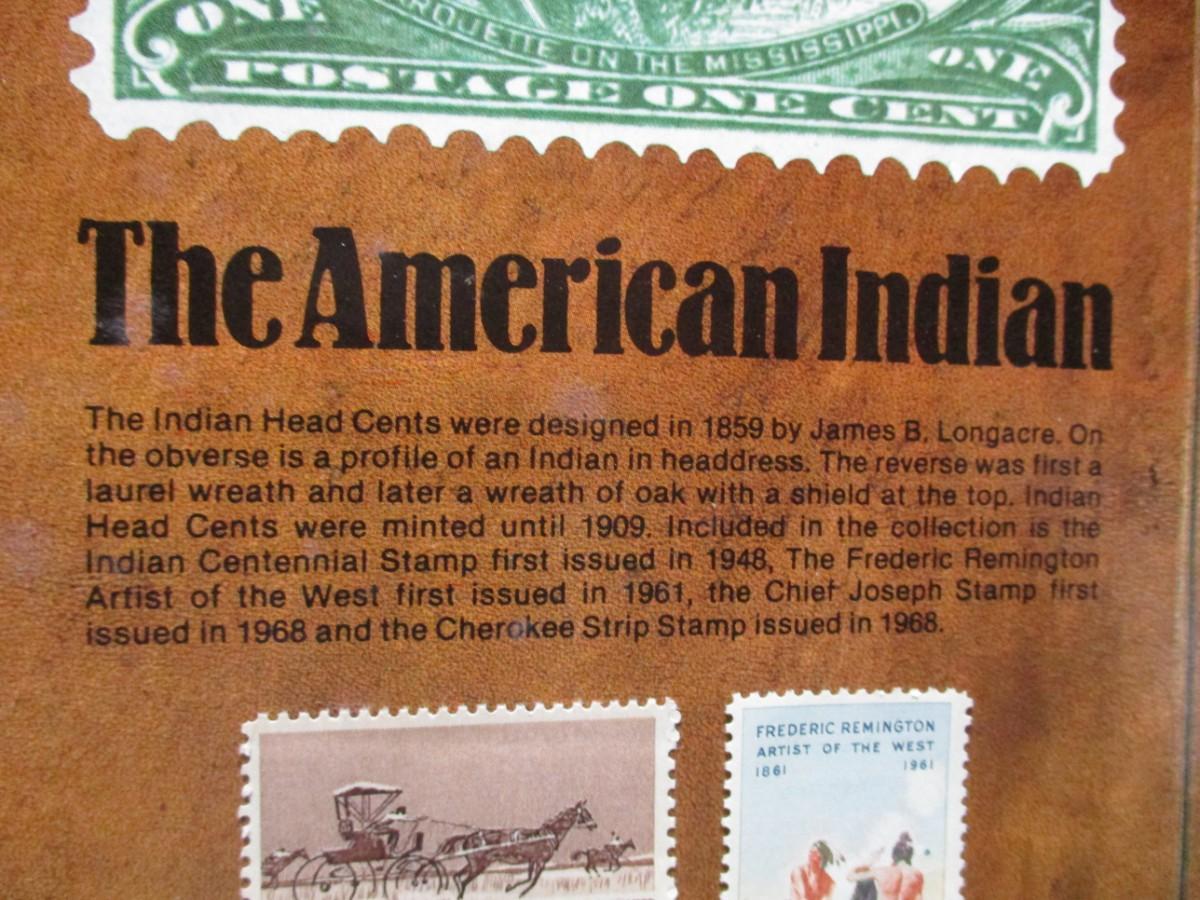 ONE
ARQUETTE ON THE MISSISSIPPI.
ONE
POSTAGE ONE CENT
The American Indian
The Indian Head Cents were designed in 1859 by James B. Longacre. On
the obverse is a profile of an Indian in headdress. The reverse was first a
laurel wreath and later a wreath of oak with a shield at the top. Indian
Head Cents were minted until 1909. Included in the collection is the
Indian Centennial Stamp first issued in 1948, The Frederic Remington
Artist of the West first issued in 1961, the Chief Joseph Stamp first
issued in 1968 and the Cherokee Strip Stamp issued in 1968.
FREDERIC REMINGTON
ARTIST OF THE WEST
1861 1961